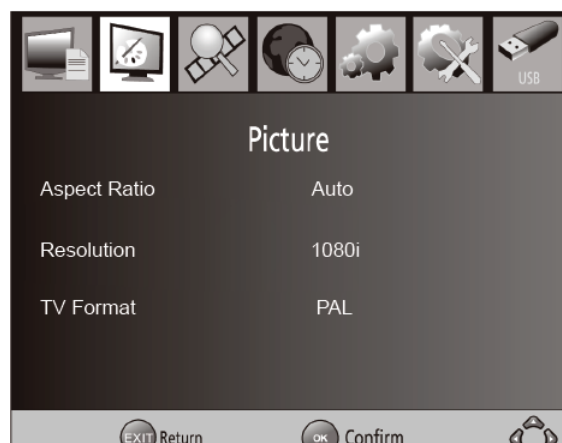 USB
Picture
Aspect Ratio Auto
Resolution 1080i
TV Format PAL
EXIT Return OK Confirm